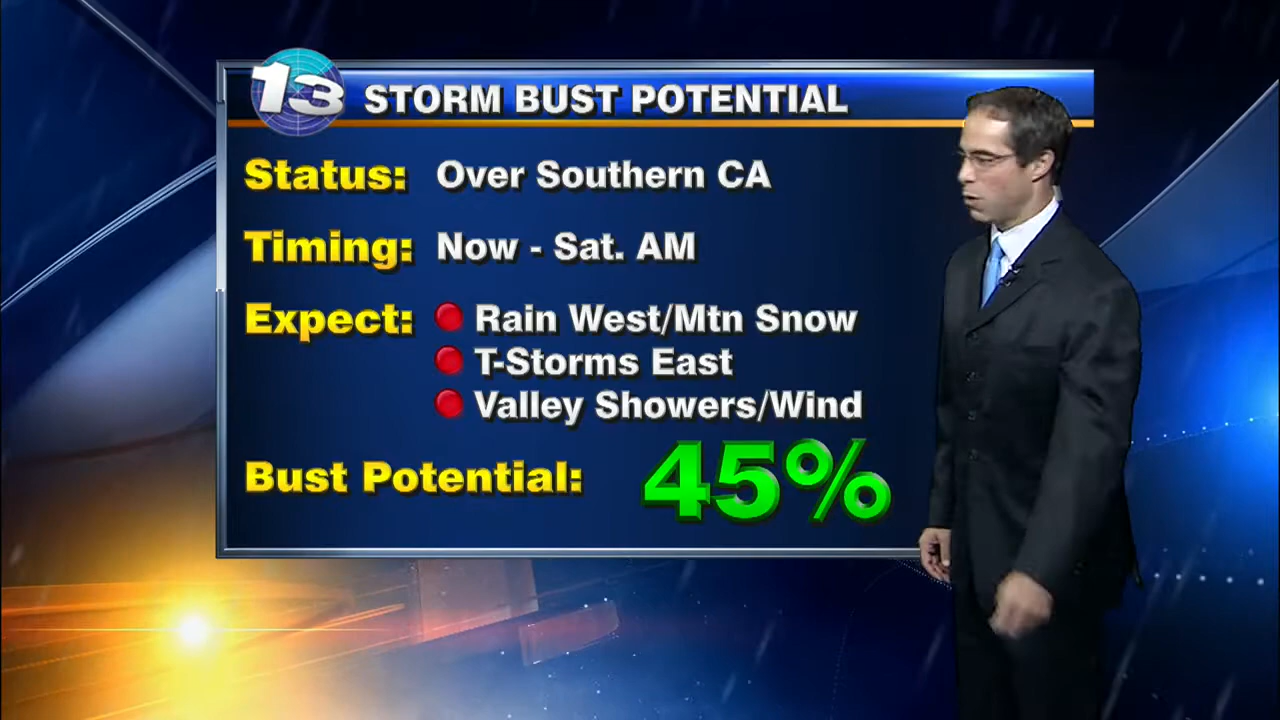 13 STORM BUST POTENTIAL
Status: Over Southern CA
Timing: Now - Sat. AM
Expect: Rain West/Mtn Snow
T-Storms East
Valley Showers/Wind
Bust Potential: 45%